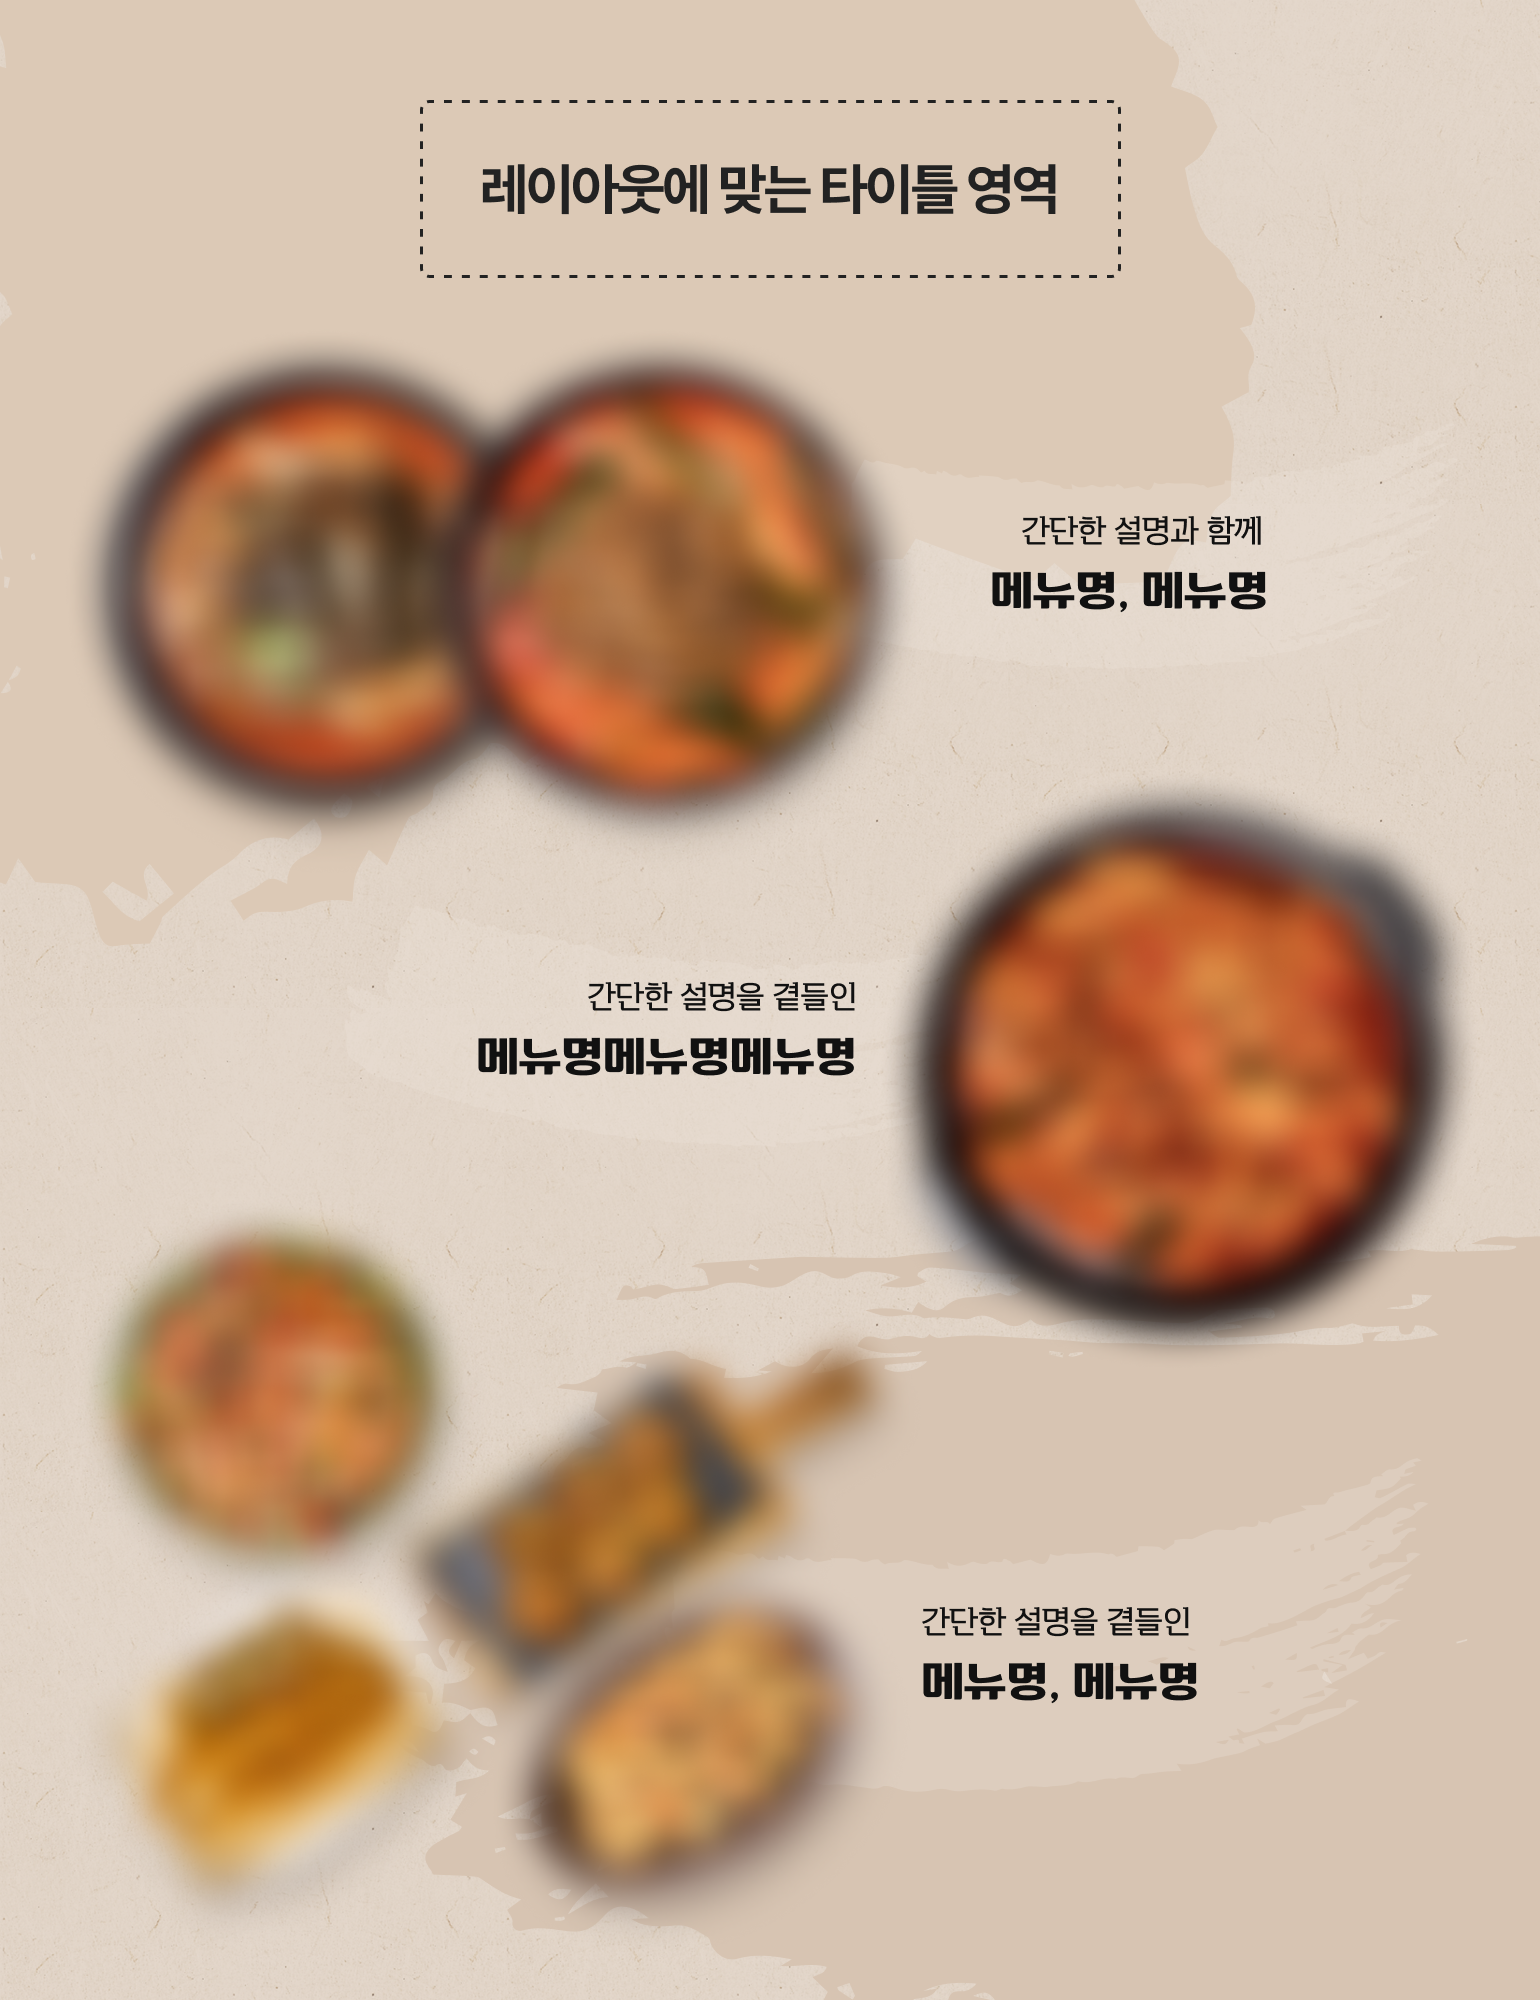 레이아웃에 맞는 타이틀 영역
간단한 설명과 함께
메뉴명, 메뉴명
간단한 설명을 곁들인
메뉴명메뉴명메뉴명
간단한 설명을 곁들인
메뉴명, 메뉴명